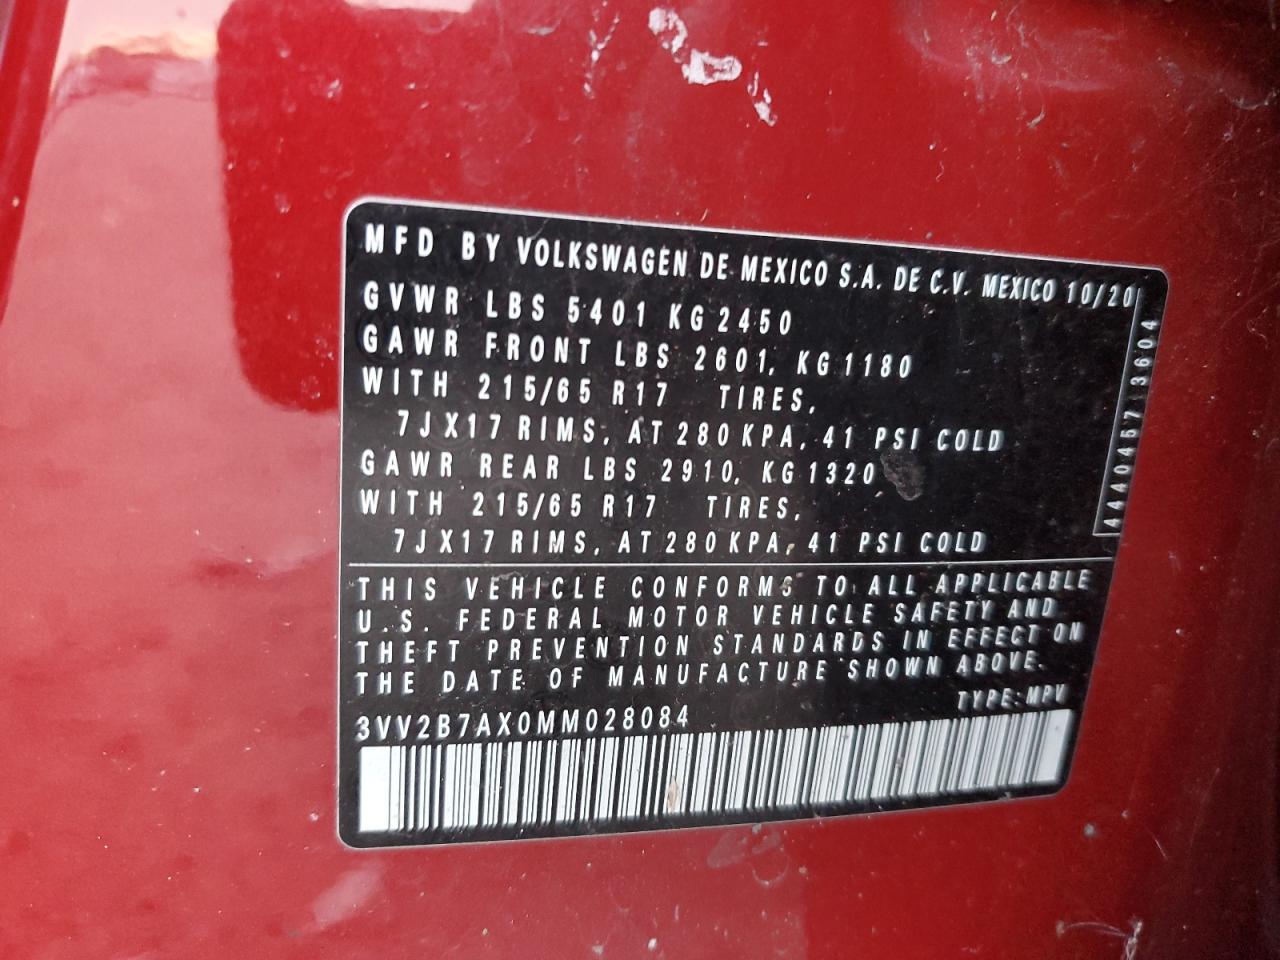 MFD BY VOLKSWAGEN DE MEXICO S.A. DE C.V. MEXICO 10/20
GVWR LBS 5401 KG 2450
GAWR FRONT LBS 2601, KG 1180
WITH 215/65 R17 TIRES,
7JX17 RIMS, AT 280 KPA, 41 PSI COLD
GAWR REAR LBS 2910, KG 1320
WITH 215/65 R17 TIRES,
7JX17 RIMS, AT 280 KPA, 41 PSI COLD
4440457 3604
THIS VEHICLE CONFORMS TO ALL APPLICABLE
U.S. FEDERAL MOTOR VEHICLE SAFETY AND
THEFT PREVENTION STANDARDS IN EFFECT ON
THE DATE OF MANUFACTURE SHOWN ABOVE.
TYPE: MPV
3VV2B7AX0MM028084